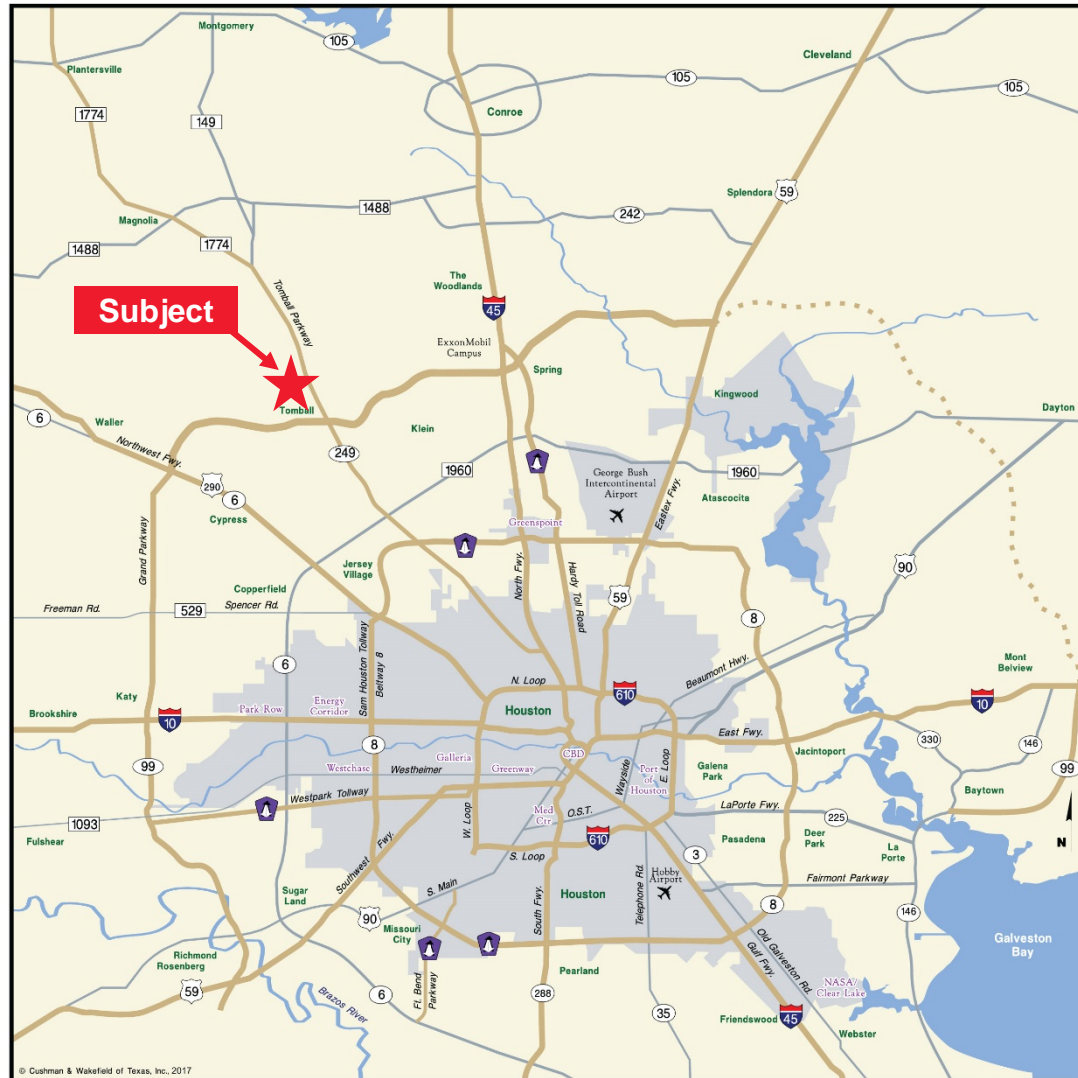 Montgomery
105
Cleveland
Plantersville
105
105
1774
Conroe
149
Splendora
59
1488
242
Magnolia
1774
1488
The
Woodlands
Tomball Parkway
45
Subject
ExxonMobil
Campus
Spring
Kingwood
Tomball
6
Waller
Klein
Dayton
Northwest Fwy.
249
1960
1960
George Bush
Intercontinental
Airport
290
6
Atascocita
Cypress
Greenspoint
Eastex Fwy.
Grand Parkway
Jersey
Village
North Fwy.
Hardy Toll Road
90
Copperfield
59
Freeman Rd.
529
Spencer Rd.
8
Sam Houston Tollway
Beltway 8
6
Beaumont Hwy.
Mont
Belview
Katy
Energy
Corridor
N. Loop
610
Brookshire
Park Row
Houston
10
10
East Fwy.
330
146
8
CBD
Jacintoport
Galleria
99
Westchase
Westheimer
Greenway
Wayside
Port
of
Houston
E. Loop
Galena
Park
99
Baytown
Westpark Tollway
W. Loop
Med
Ctr
O.S.T.
LaPorte Fwy.
225
1093
Fulshear
610
Pasadena
Deer
Park
La
Porte
N
S. Loop
3
Southwest Fwy.
Hobby
Airport
Fairmont Parkway
Sugar
Land
S. Main
South Fwy.
Houston
Telephone Rd.
8
146
90
Missouri
City
Old Galveston Rd.
Gulf Fwy.
Galveston
Bay
Richmond
Rosenberg
Pearland
59
Brazos River
6
Ft. Bend
Parkway
288
NASA/
Clear Lake
35
Friendswood
45
Webster
© Cushman & Wakefield of Texas, Inc., 2017